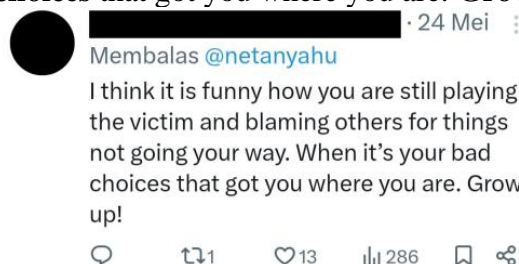 · 24 Mei
Membalas @netanyahu
I think it is funny how you are still playing
the victim and blaming others for things
not going your way. When it’s your bad
choices that got you where you are. Grow
up!
1 13 286